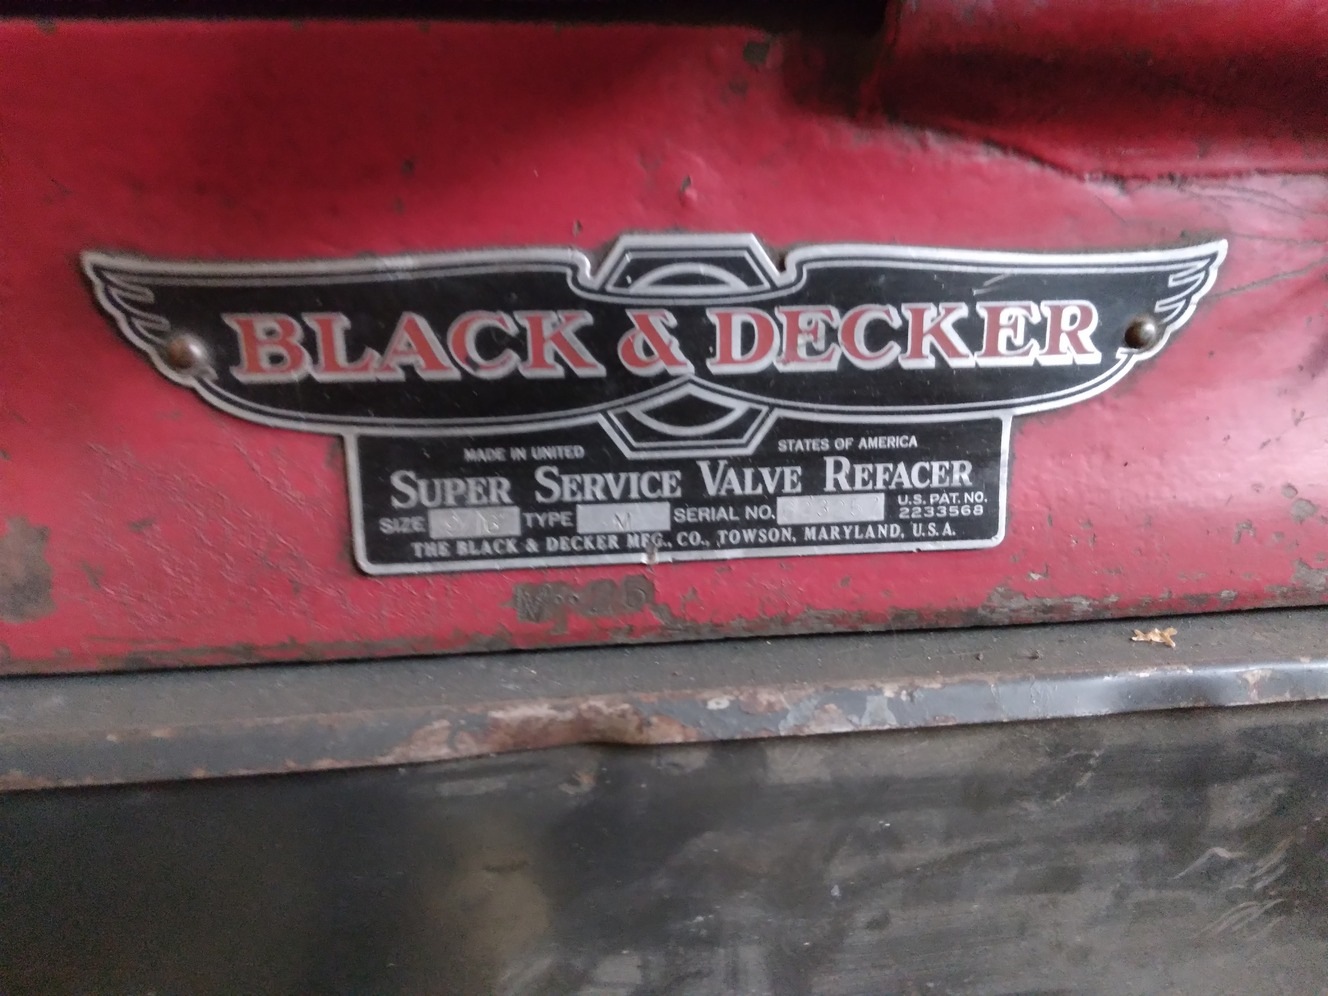 BLACK & DECKER
MADE IN UNITED STATES OF AMERICA
SUPER SERVICE VALVE REFACER
SIZE TYPE M SERIAL NO. U.S. PAT. NO. 2233568
THE BLACK & DECKER MFG., CO., TOWSON, MARYLAND, U.S.A.